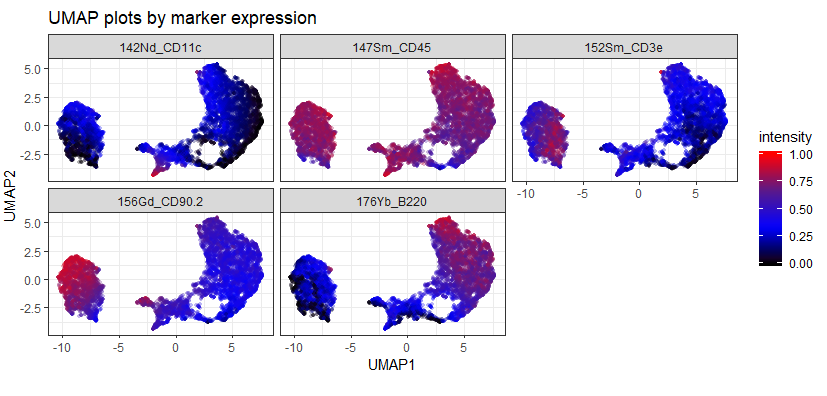 UMAP plots by marker expression
142Nd_CD11c 147Sm_CD45 152Sm_CD3e
5.0
2.5
0.0
-2.5
-10 -5 0 5
156Gd_CD90.2 176Yb_B220
5.0
2.5
0.0
-2.5
-10 -5 0 5 -10 -5 0 5
UMAP1
UMAP2
intensity
1.00
0.75
0.50
0.25
0.00